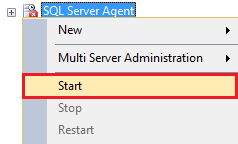 SQL Server Agent
New
Multi Server Administration
Start
Stop
Restart